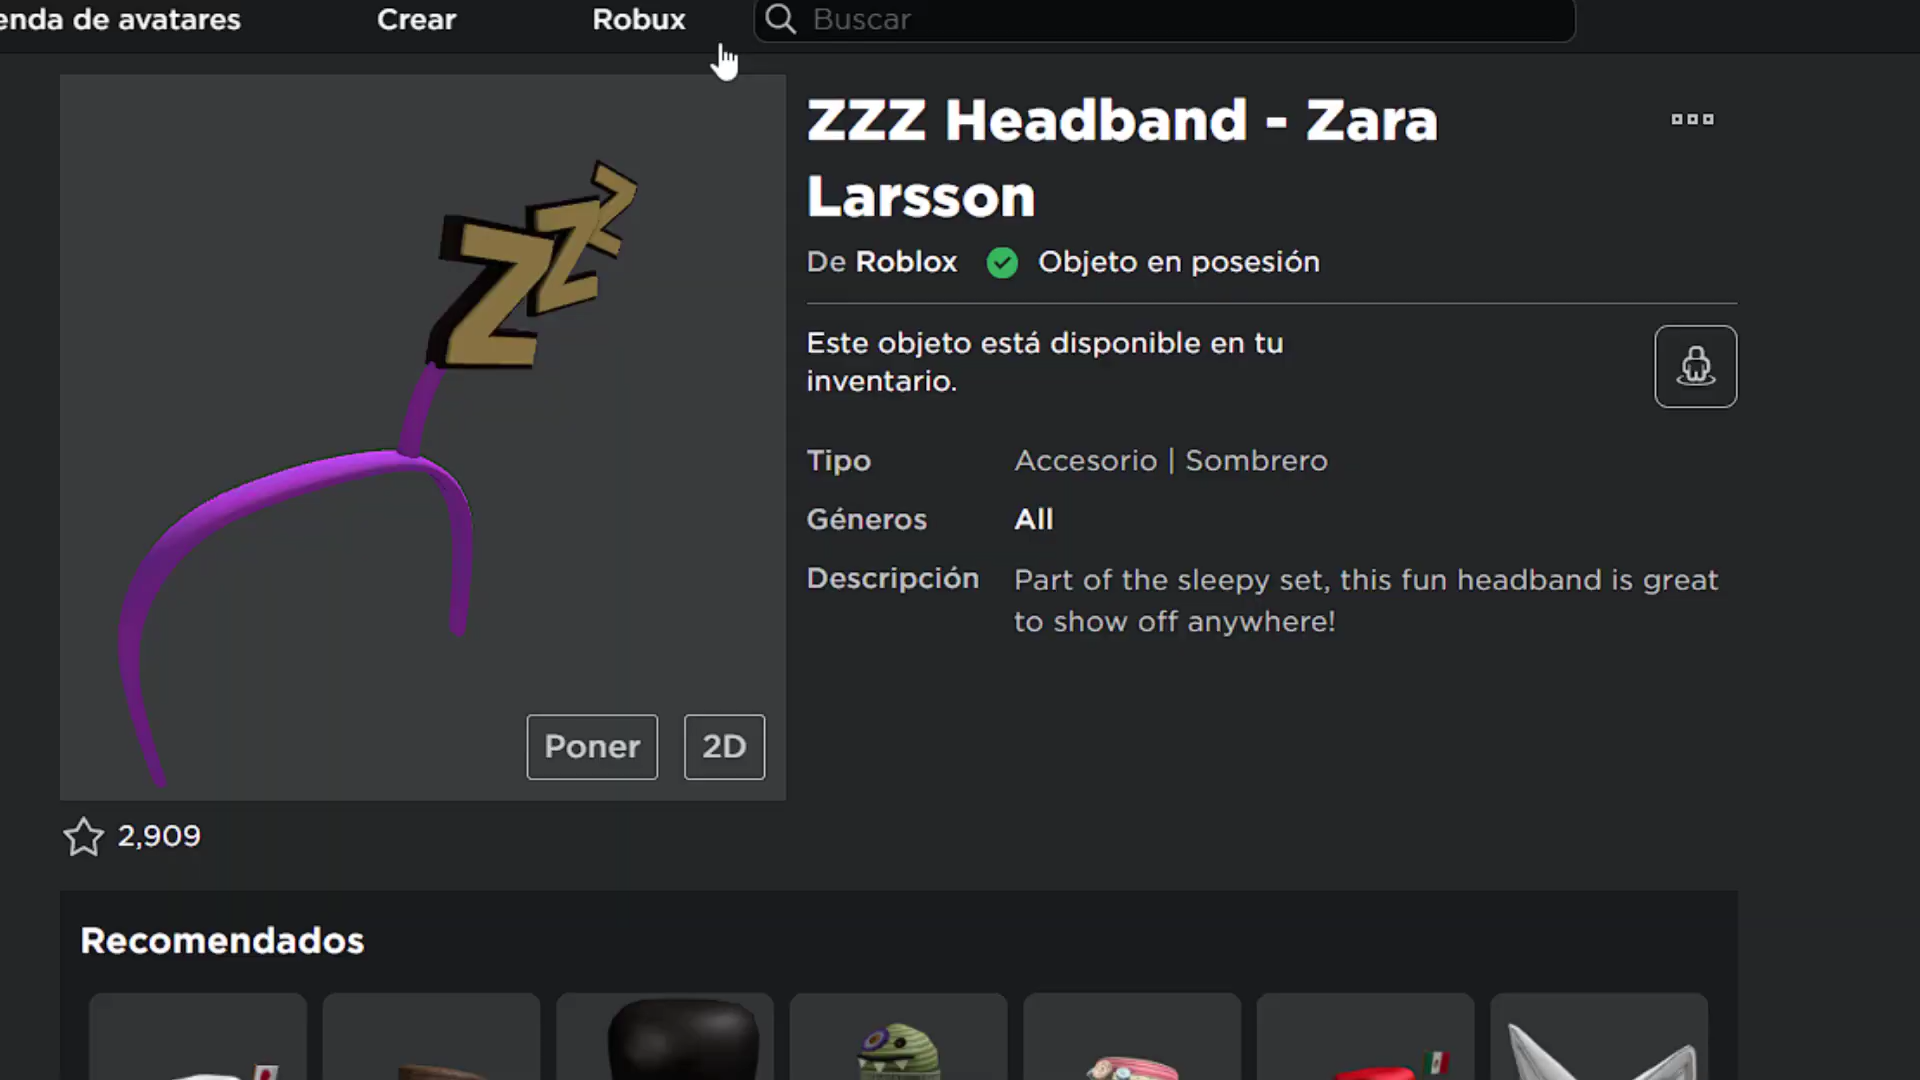 enda de avatares Crear Robux Buscar
ZZZ
ZZZ Headband - Zara
Larsson
De Roblox Objeto en posesión
Este objeto está disponible en tu
inventario.
Tipo Accesorio | Sombrero
Géneros All
Descripción Part of the sleepy set, this fun headband is great
to show off anywhere!
Poner 2D
2,909
Recomendados